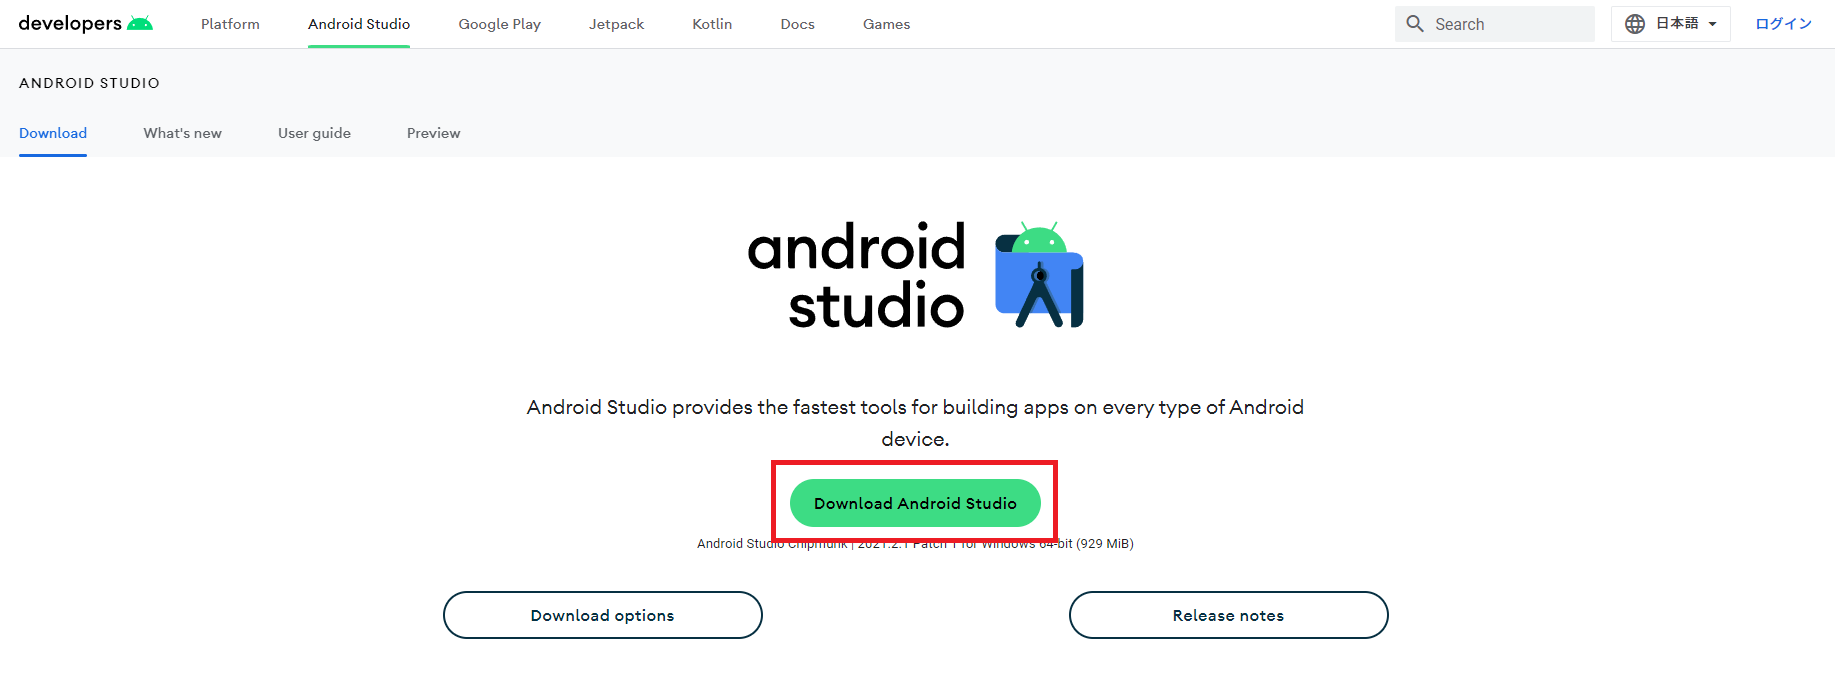 developers
Platform
Android Studio
Google Play
Jetpack
Kotlin
Docs
Games
Search
日本語
ログイン
ANDROID STUDIO
Download
What's new
User guide
Preview
android
studio
Android Studio provides the fastest tools for building apps on every type of Android
device.
Download Android Studio
Android Studio Chipmunk | 2021.2.1 Patch 1 for Windows 64-bit (929 MiB)
Download options
Release notes